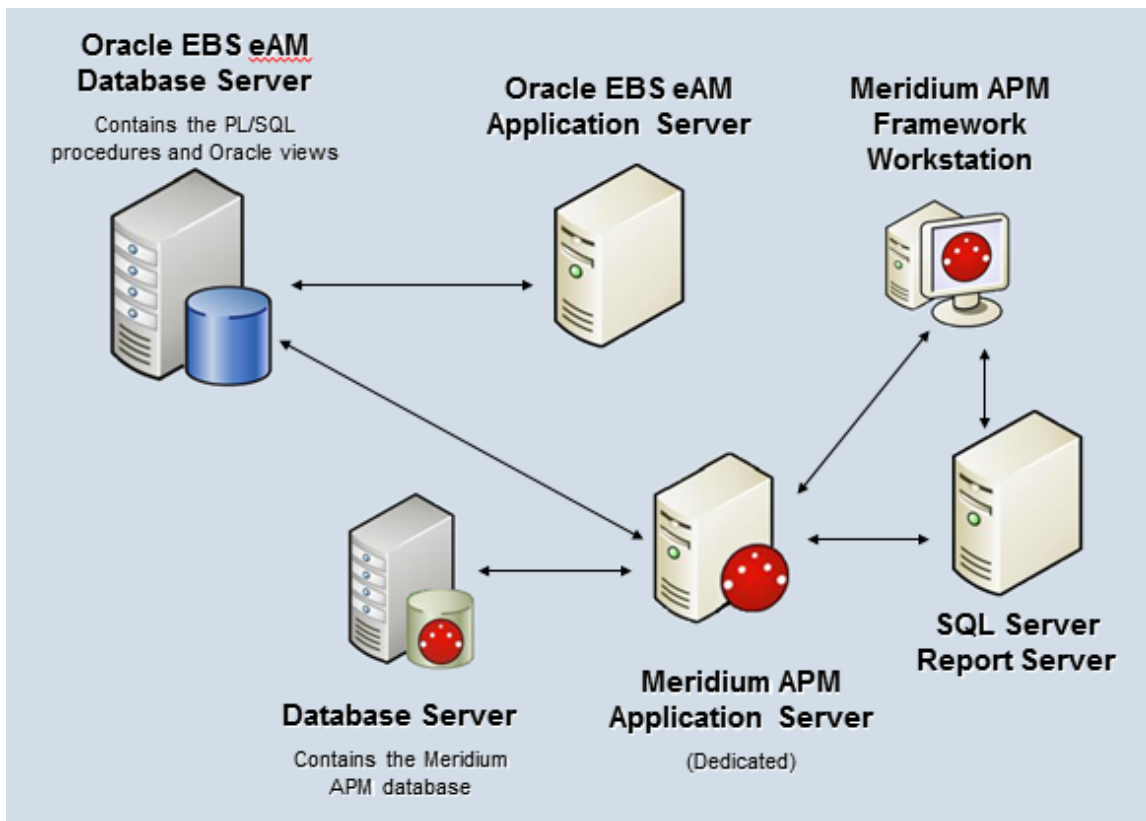 Oracle EBS eAM
Database Server
Contains the PL/SQL
procedures and Oracle views
Oracle EBS eAM
Application Server
Meridium APM
Framework
Workstation
SQL Server
Report Server
Meridium APM
Application Server
(Dedicated)
Database Server
Contains the Meridium
APM database